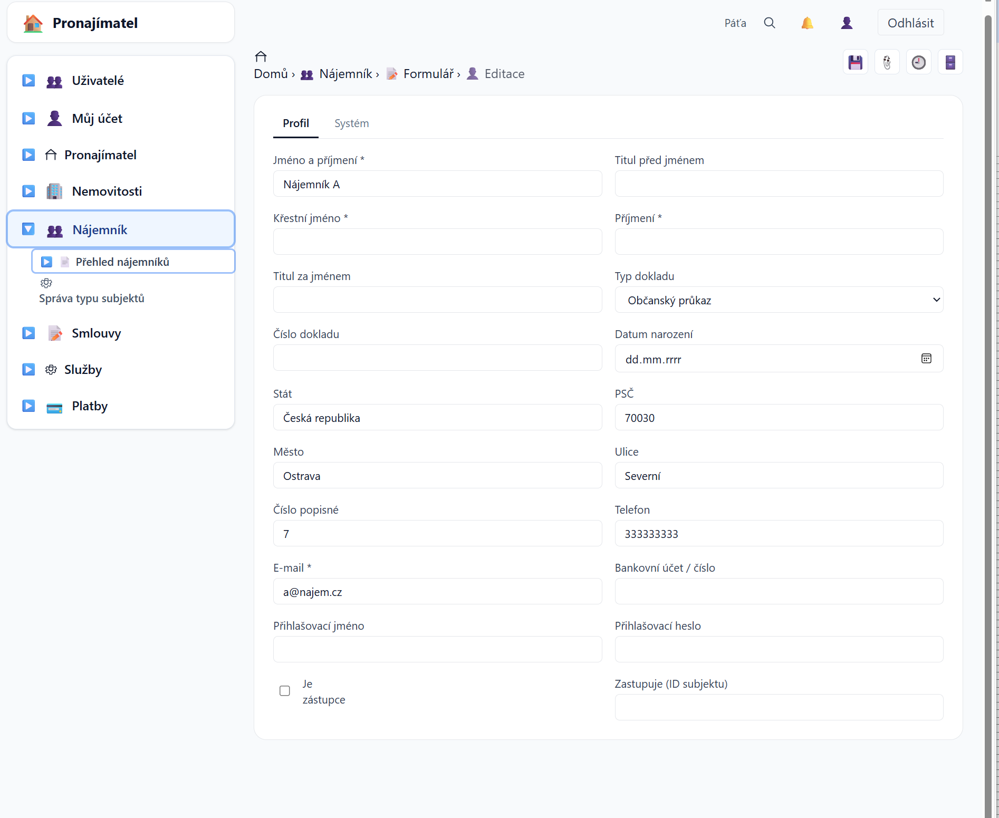 Pronajímatel
Páťa
Odhlásit
Domů › Nájemník › Formulář › Editace
Uživatelé
Můj účet
Pronajímatel
Nemovitosti
Nájemník
Přehled nájemníků
Správa typu subjektů
Smlouvy
Služby
Platby
Profil
Systém
Jméno a příjmení *
Titul před jménem
Nájemník A
Křestní jméno *
Příjmení *
Titul za jménem
Typ dokladu
Občanský průkaz
Číslo dokladu
Datum narození
dd.mm.rrrr
Stát
PSČ
Česká republika
70030
Město
Ulice
Ostrava
Severní
Číslo popisné
Telefon
7
333333333
E-mail *
Bankovní účet / číslo
a@najem.cz
Přihlašovací jméno
Přihlašovací heslo
Je
zástupce
Zastupuje (ID subjektu)